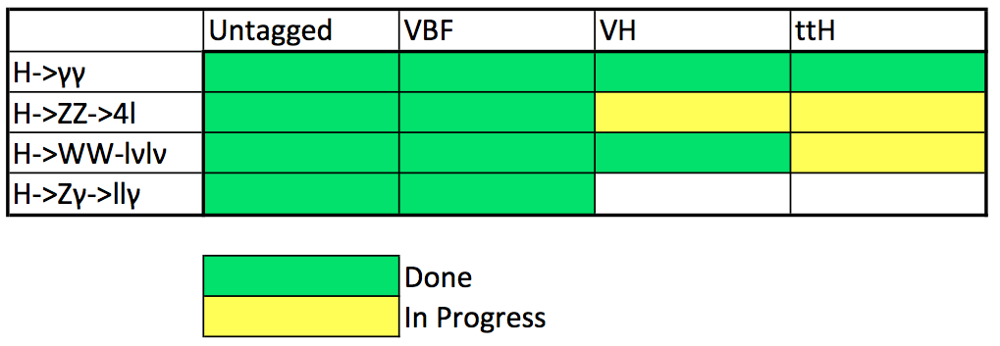 Untagged VBF VH ttH
H->γγ
H->ZZ->4l
H->WW-lνlν
H->Zγ->llγ
Done
In Progress